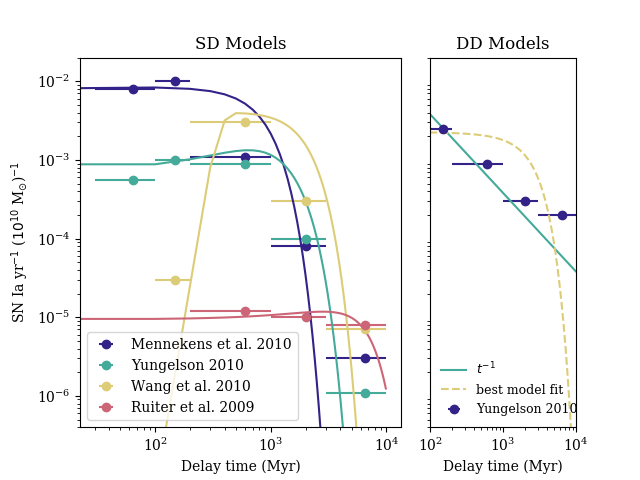 SD Models
DD Models
SN Ia yr⁻¹ (10¹⁰ M☉)⁻¹
10⁻²
10⁻³
10⁻⁴
10⁻⁵
10⁻⁶
Mennekens et al. 2010
Yungelson 2010
Wang et al. 2010
Ruiter et al. 2009
t⁻¹
best model fit
Yungelson 2010
10²
10³
10⁴
10²
10³
10⁴
Delay time (Myr)
Delay time (Myr)